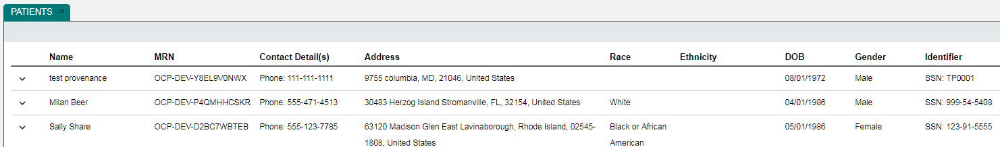 PATIENTS ×
Name MRN Contact Detail(s) Address Race Ethnicity DOB Gender Identifier
test provenance OCP-DEV-Y8EL9V0NWX Phone: 111-111-1111 9755 columbia, MD, 21046, United States 08/01/1972 Male SSN: TP0001
Milan Beer OCP-DEV-P4QMHHCSKR Phone: 555-471-4513 30483 Herzog Island Stromanville, FL, 32154, United States White 04/01/1986 Male SSN: 999-54-5408
Sally Share OCP-DEV-D2BC7WBTEB Phone: 555-123-7785 63120 Madison Glen East Lavinaborough, Rhode Island, 02545- Black or African 05/01/1986 Female SSN: 123-91-5555
1808, United States American